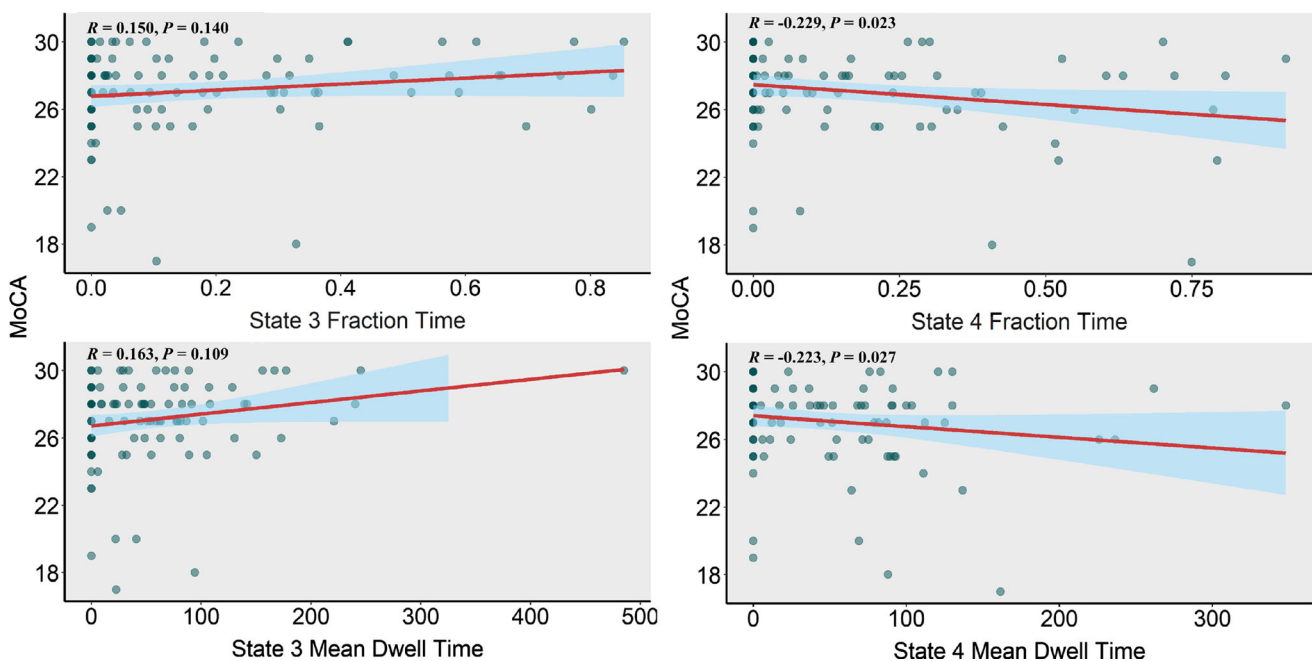 R = 0.150, P = 0.140
30
26
22
18
0.0 0.2 0.4 0.6 0.8
State 3 Fraction Time
R = -0.229, P = 0.023
30
26
22
18
0.00 0.25 0.50 0.75
State 4 Fraction Time
MoCA
MoCA
R = 0.163, P = 0.109
30
26
22
18
0 100 200 300 400 500
State 3 Mean Dwell Time
R = -0.223, P = 0.027
30
26
22
18
0 100 200 300
State 4 Mean Dwell Time